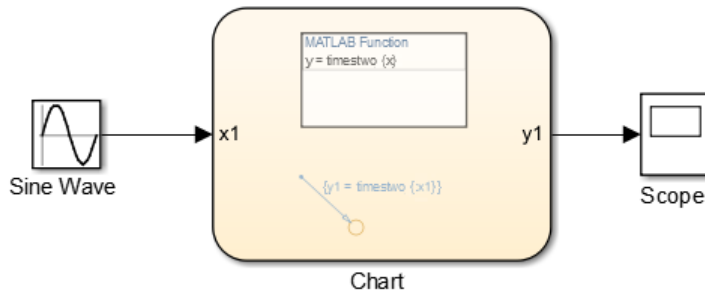 MATLAB Function
y = timestwo {x}
x1
y1
{y1 = timestwo {:x1}}
Sine Wave
Scope
Chart